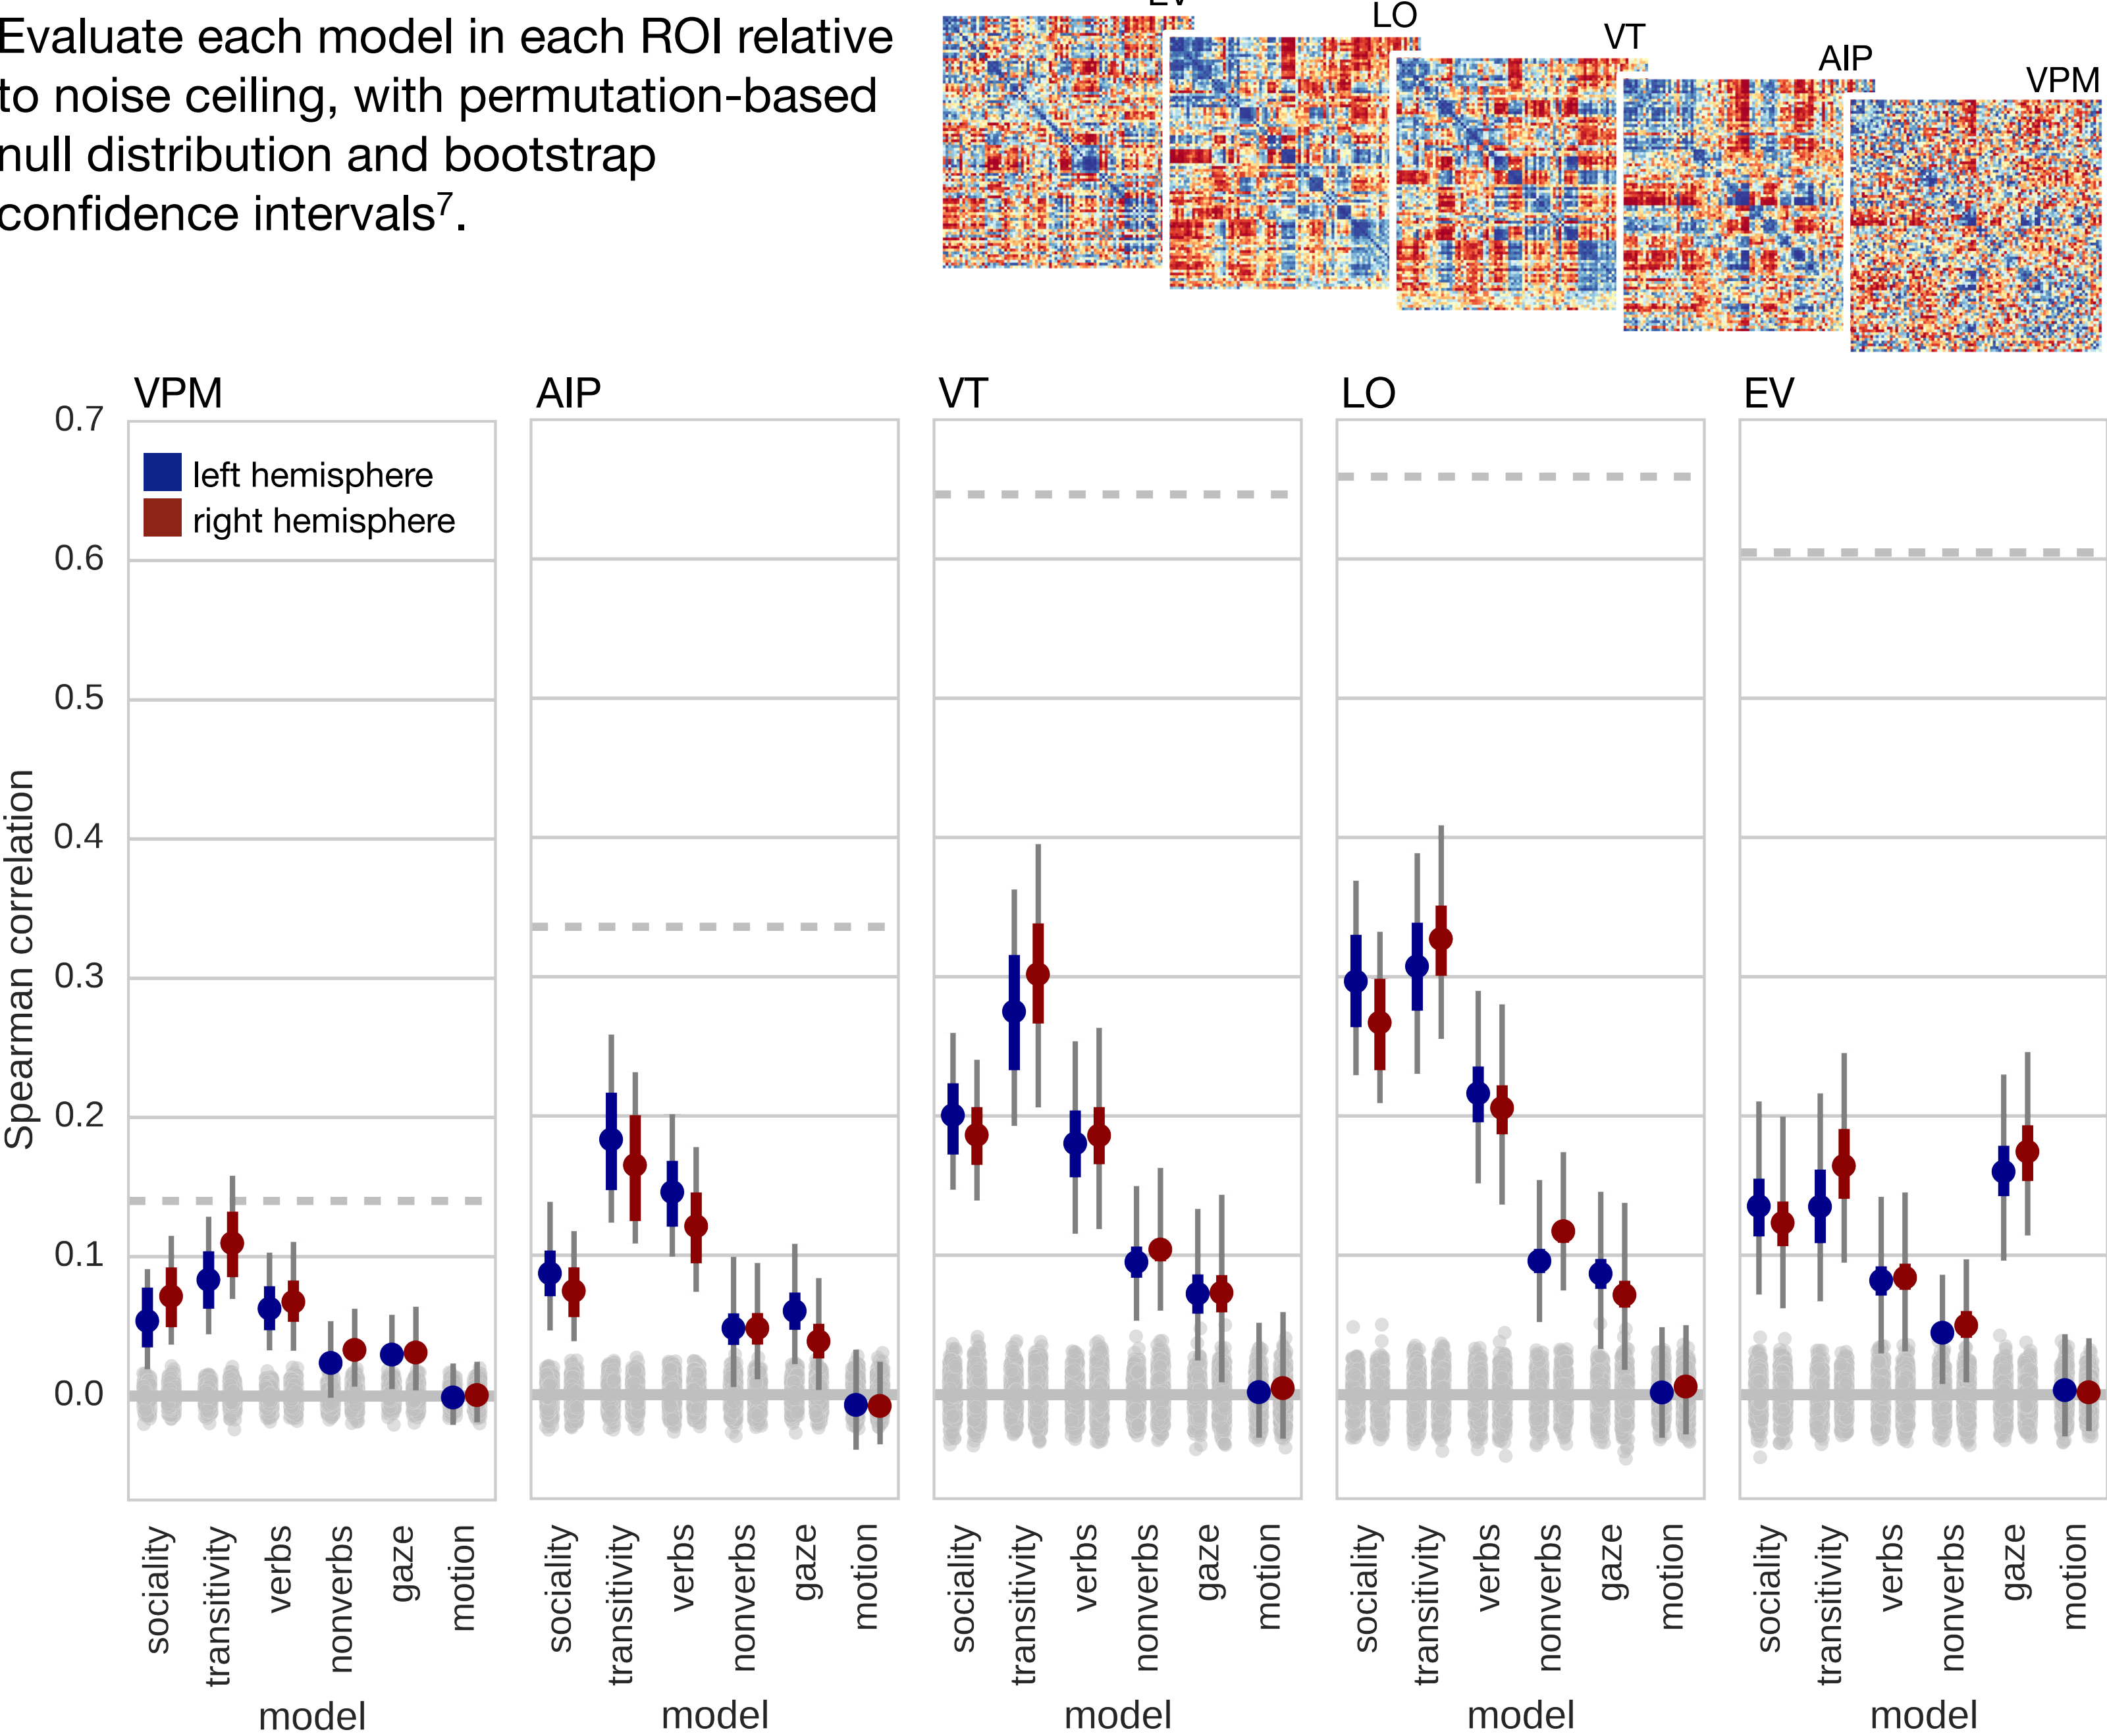 Evaluate each model in each ROI relative
to noise ceiling, with permutation-based
null distribution and bootstrap
confidence intervals⁷.
EV
LO
VT
AIP
VPM
VPM
AIP
VT
LO
EV
left hemisphere
right hemisphere
Spearman correlation
0.7
0.6
0.5
0.4
0.3
0.2
0.1
0.0
sociality
transitivity
verbs
nonverbs
gaze
motion
sociality
transitivity
verbs
nonverbs
gaze
motion
sociality
transitivity
verbs
nonverbs
gaze
motion
sociality
transitivity
verbs
nonverbs
gaze
motion
sociality
transitivity
verbs
nonverbs
gaze
motion
model
model
model
model
model